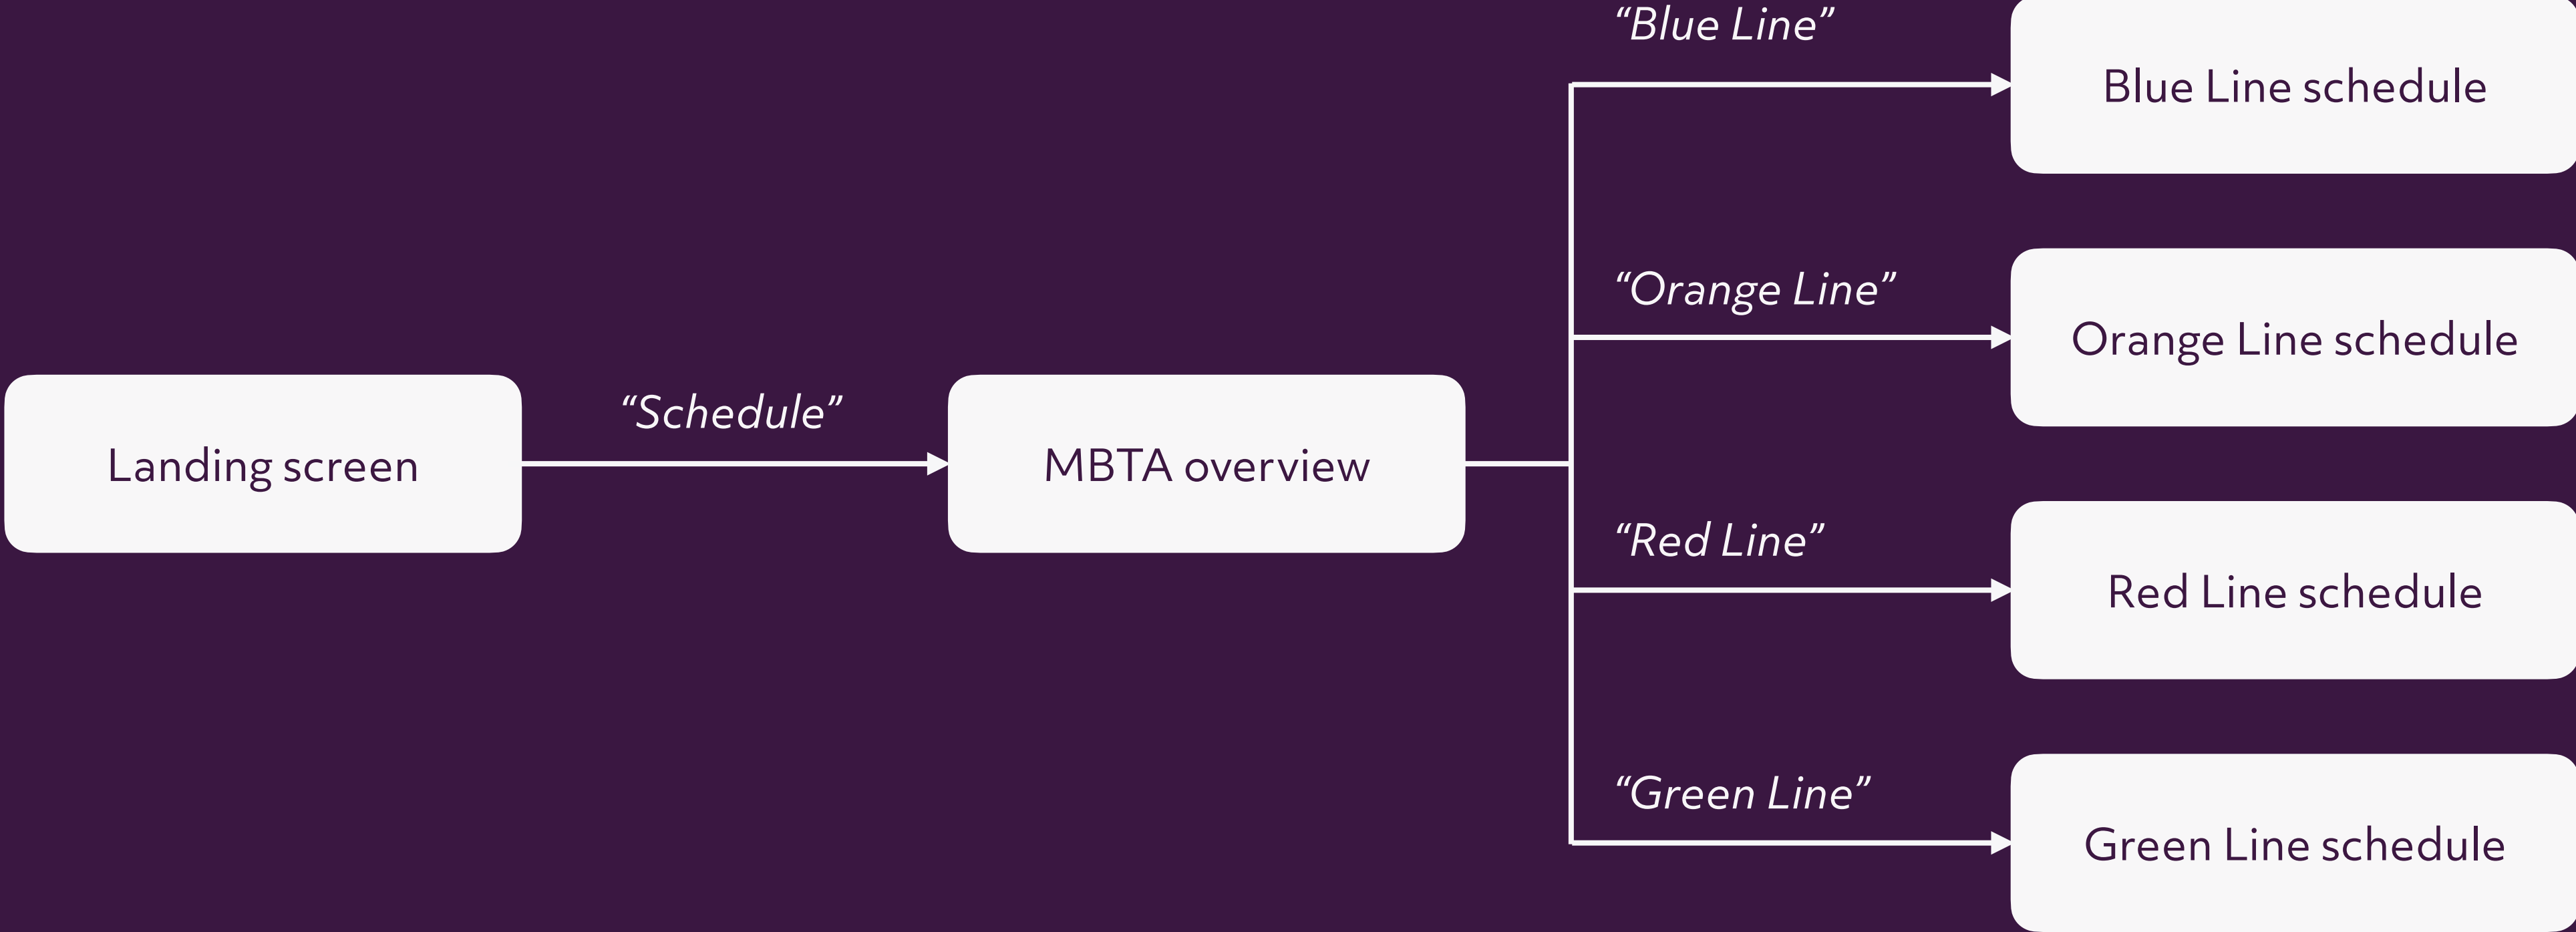 Landing screen
“Schedule”
MBTA overview
“Blue Line”
Blue Line schedule
“Orange Line”
Orange Line schedule
“Red Line”
Red Line schedule
“Green Line”
Green Line schedule